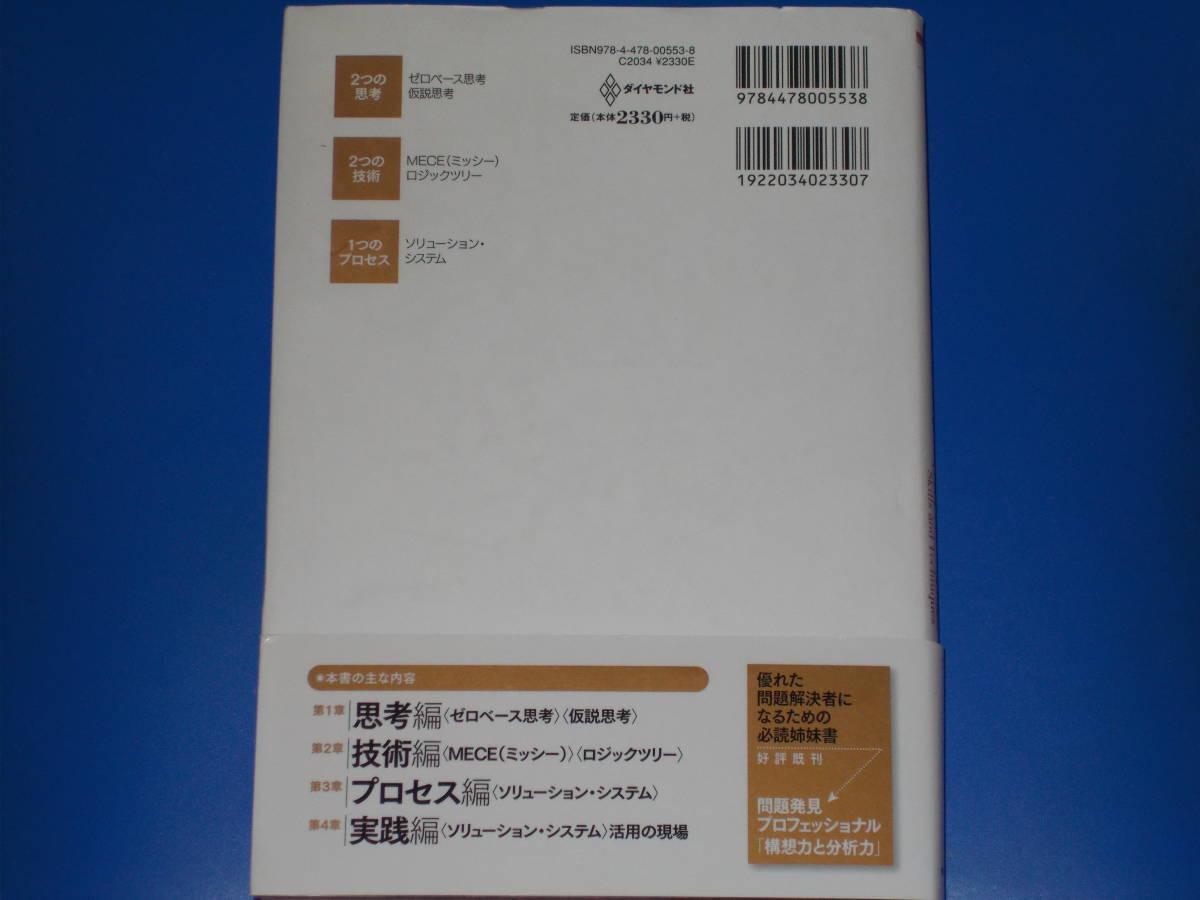 2つの
思考
ゼロベース思考
仮説思考
2つの
技術
MECE(ミッシー)
ロジックツリー
1つの
プロセス
ソリューション・
システム
ISBN978-4-478-00553-8
C2034 ¥2330E
ダイヤモンド社
定価(本体2330円+税)
9784478005538
1922034023307
Skills and Techniques
●本書の主な内容
第1章 思考編〈ゼロベース思考〉〈仮説思考〉
第2章 技術編〈MECE(ミッシー)〉〈ロジックツリー〉
第3章 プロセス編〈ソリューション・システム〉
第4章 実践編〈ソリューション・システム〉活用の現場
優れた
問題解決者に
なるための
必読姉妹書
好評既刊
問題発見
プロフェッショナル
「構想力と分析力」